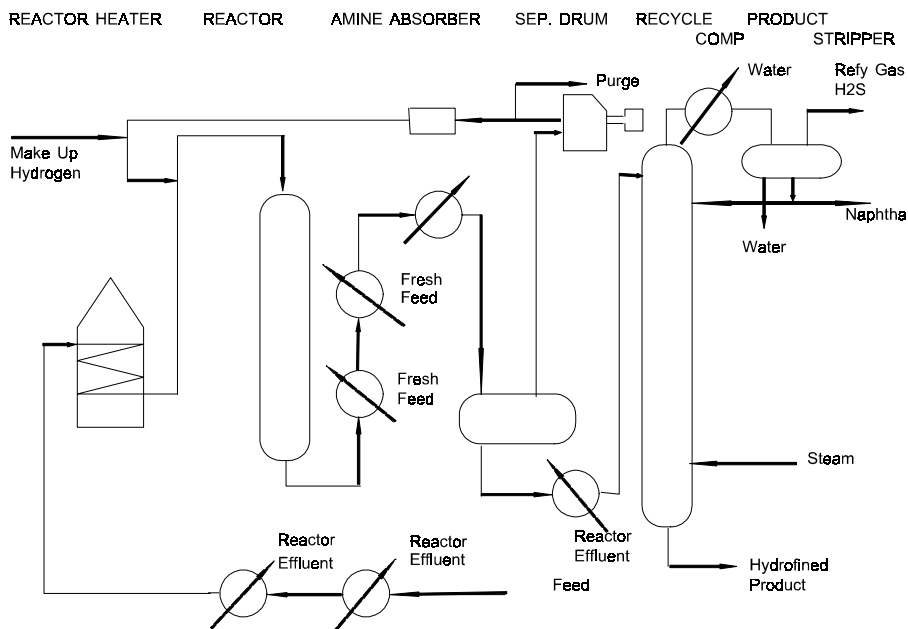 REACTOR HEATER REACTOR AMINE ABSORBER SEP. DRUM RECYCLE PRODUCT
COMP STRIPPER
Water
Refy Gas
H2S
Purge
Make Up
Hydrogen
Naphtha
Water
Fresh
Feed
Fresh
Feed
Steam
Reactor
Effluent
Reactor
Effluent
Reactor
Effluent
Feed
Hydrofined
Product